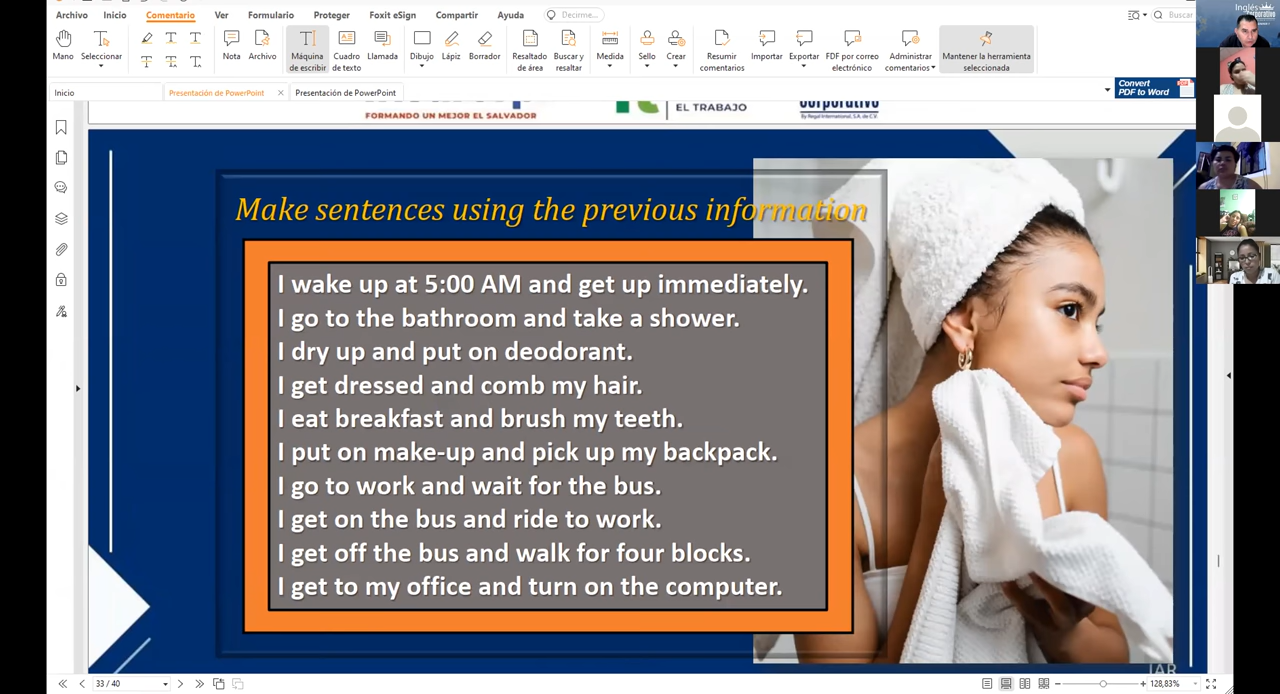 Archivo Inicio Comentario Ver Formulario Proteger Foxit eSign Compartir Ayuda Decirme... Buscar
Mano Seleccionar Nota Archivo Máquina de escribir Cuadro de texto Llamada Dibujo Lápiz Borrador Resaltado de área Buscar y resaltar Medida Sello Crear Resumir comentarios Importar Exportar PDF por correo electrónico Administrar comentarios Mantener la herramienta seleccionada
Inicio Presentación de PowerPoint Presentación de PowerPoint
Convert
PDF to Word
FORMANDO UN MEJOR EL SALVADOR
EL TRABAJO
Corporativo
By Regal International, S.A. de C.V.
Inglés
Corporativo
Make sentences using the previous information
I wake up at 5:00 AM and get up immediately.
I go to the bathroom and take a shower.
I dry up and put on deodorant.
I get dressed and comb my hair.
I eat breakfast and brush my teeth.
I put on make-up and pick up my backpack.
I go to work and wait for the bus.
I get on the bus and ride to work.
I get off the bus and walk for four blocks.
I get to my office and turn on the computer.
33 / 40
128,83%